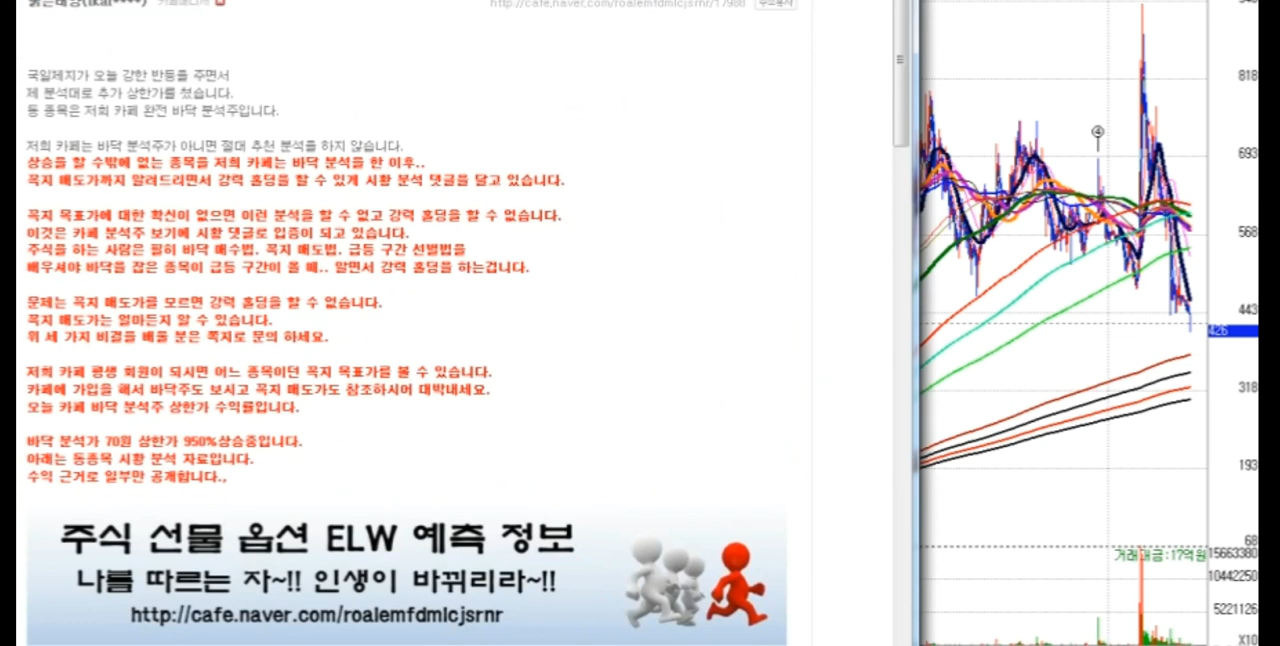 http://cafe.naver.com/roalemfdmlcjsrnr/17988
주소복사
국일제지가 오늘 강한 반등를 주면서
제 분석대로 추가 상한가를 쳤습니다.
동 종목은 저희 카페 완전 바닥 분석주입니다.
저희 카페는 바닥 분석주가 아니면 절대 추천 분석를 하지 않습니다.
상승을 할 수밖에 없는 종목을 저희 카페는 바닥 분석을 한 이후..
꼭지 매도가까지 알려드리면서 강력 홀딩을 할 수 있게 시황 분석 댓글을 달고 있습니다.
꼭지 목표가에 대한 확신이 없으면 이런 분석을 할 수 없고 강력 홀딩을 할 수 없습니다.
이것은 카페 분석주 보기에 시황 댓글로 입증이 되고 있습니다.
주식을 하는 사람은 필히 바닥 매수법. 꼭지 매도법. 급등 구간 선별법을
배우셔야 바닥을 잡은 종목이 급등 구간이 올 때.. 알면서 강력 홀딩을 하는겁니다.
문제는 꼭지 매도가를 모르면 강력 홀딩을 할 수 없습니다.
꼭지 매도가는 얼마든지 알 수 있습니다.
위 세 가지 비결을 배울 분은 쪽지로 문의 하세요.
저희 카페 평생 회원이 되시면 어느 종목이던 꼭지 목표가를 볼 수 있습니다.
카페에 가입을 해서 바닥주도 보시고 꼭지 매도가도 참조하시며 대박내세요.
오늘 카페 바닥 분석주 상한가 수익률입니다.
바닥 분석가 70원 상한가 950%상승중입니다.
아래는 동종목 시황 분석 자료입니다.
수익 근거로 일부만 공개합니다.,
주식 선물 옵션 ELW 예측 정보
나를 따르는 자~!! 인생이 바뀌리라~!!
http://cafe.naver.com/roalemfdmlcjsrnr
818
④
693
568
443
426
318
193
68
거래대금:17억원
15663380
10442250
5221126
X10